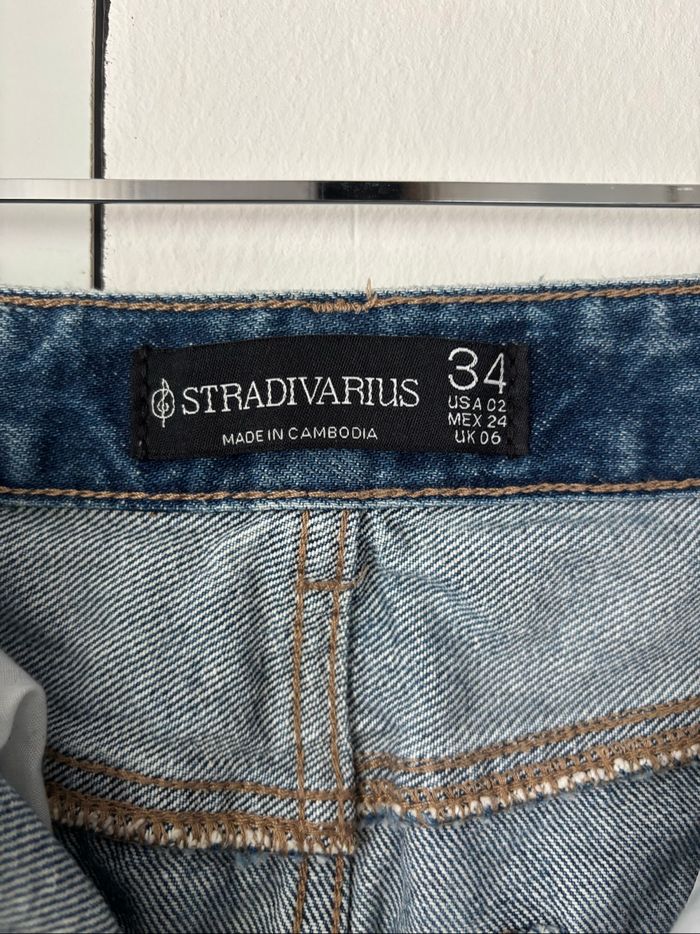 STRADIVARIUS
MADE IN CAMBODIA
34
USA 02
MEX 24
UK 06